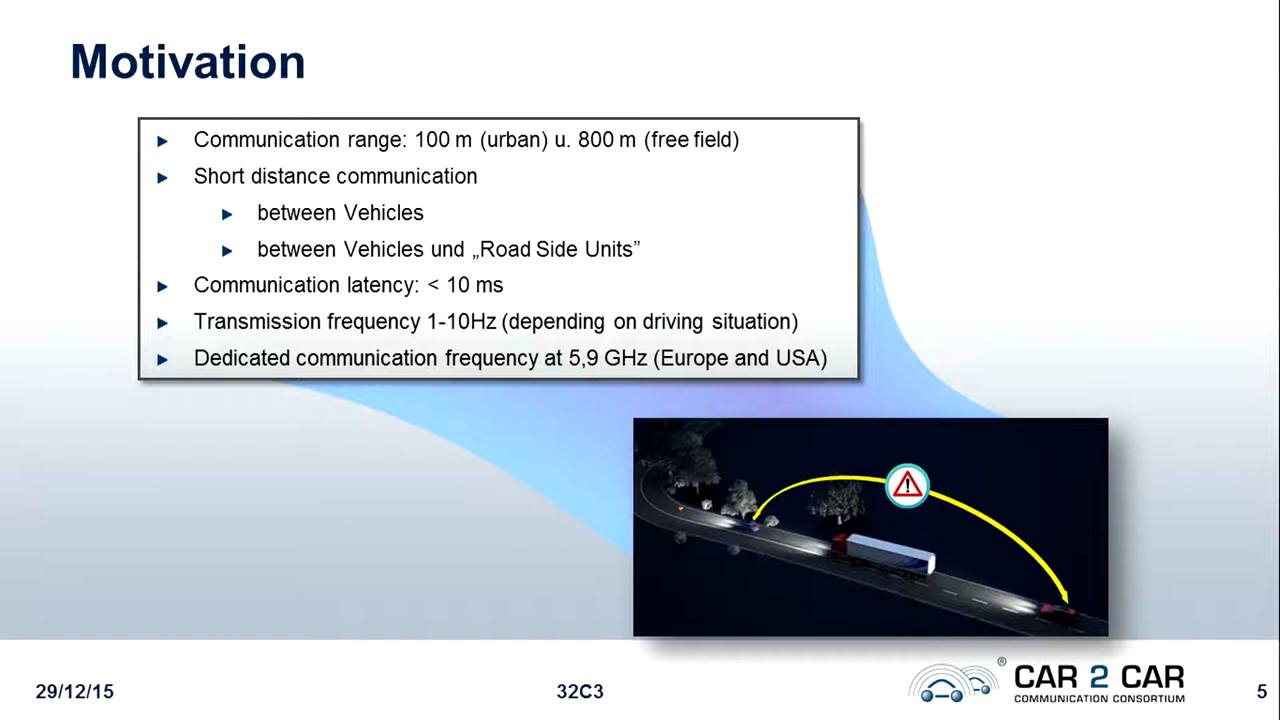 Motivation
Communication range: 100 m (urban) u. 800 m (free field)
Short distance communication
between Vehicles
between Vehicles und „Road Side Units”
Communication latency: < 10 ms
Transmission frequency 1-10Hz (depending on driving situation)
Dedicated communication frequency at 5,9 GHz (Europe and USA)
29/12/15
32C3
® CAR 2 CAR
COMMUNICATION CONSORTIUM
5